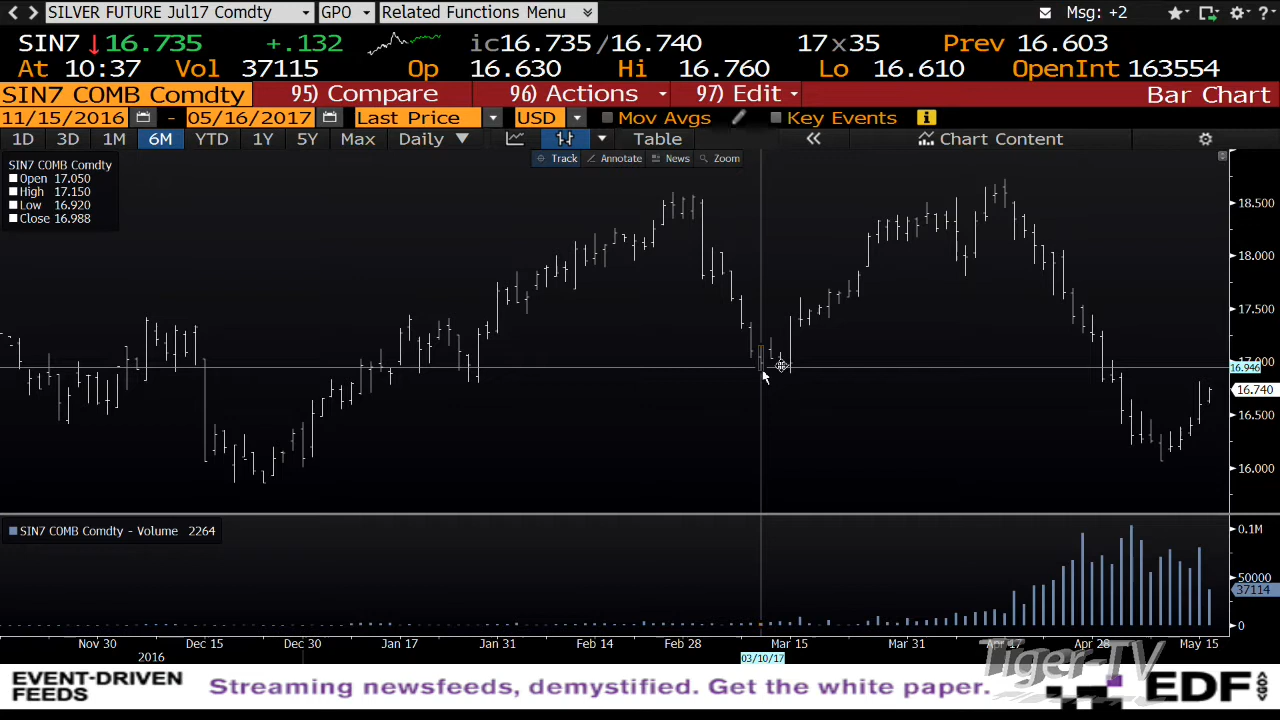 SILVER FUTURE Jul17 Comdty GPO Related Functions Menu Msg: +2
SIN7 16.735 +.132 ic16.735/16.740 17x35 Prev 16.603
At 10:37 Vol 37115 Op 16.630 Hi 16.760 Lo 16.610 OpenInt 163554
SIN7 COMB Comdty 95) Compare 96) Actions 97) Edit Bar Chart
11/15/2016 - 05/16/2017 Last Price USD Mov Avgs Key Events
1D 3D 1M 6M YTD 1Y 5Y Max Daily Table « Chart Content
Track Annotate News Zoom
SIN7 COMB Comdty
Open 17.050
High 17.150
Low 16.920
Close 16.988
18.500
18.000
17.500
17.000
16.946
16.740
16.500
16.000
SIN7 COMB Comdty - Volume 2264
0.1M
50000
37114
0
Nov 30 Dec 15 Dec 30 Jan 17 Jan 31 Feb 14 Feb 28 Mar 15 Mar 31 Apr 17 Apr 28 May 15
2016 03/10/17
Tiger-TV
EVENT-DRIVEN
FEEDS
Streaming newsfeeds, demystified. Get the white paper.
EDF